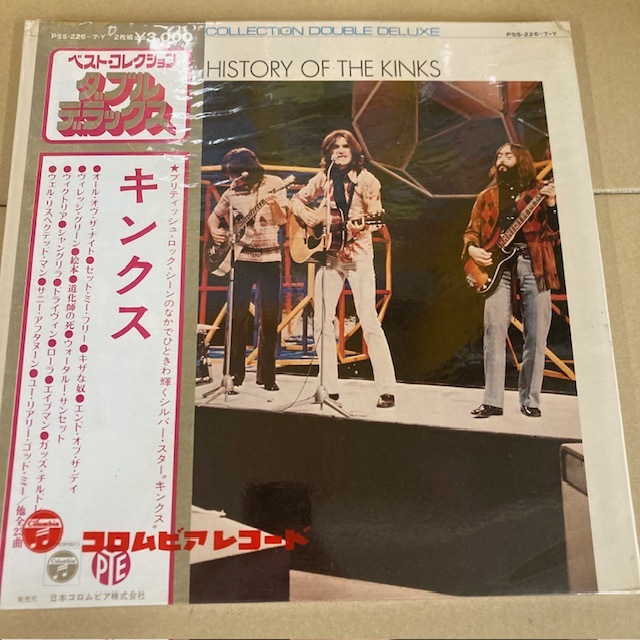 PSS-226~7-Y 2枚組 ¥3,000
COLLECTION DOUBLE DELUXE
PSS-226~7-Y
HISTORY OF THE KINKS
ベスト・コレクション
ダブル
デラックス
キンクス
★ブリティッシュ・ロック・シーンのなかでひときわ輝くシルバー・スター“キンクス”
●オール・オヴ・ザ・ナイト●セット・ミー・フリー●キザな奴●エンド・オブ・ザ・デイ
●ヴィレッジ・グリーン●絵本●道化師の死●ウォータールー・サンセット
●ヴィクトリア●シャングリラ●ドライヴィン●ローラ●エイプマン●カッズ・チルドレ
●ウェル・リスペクテッド・マン●サニー・アフタヌーン●ユー・リアリー・ゴット・ミー/他全23曲
Columbia
コロムビアレコード
Columbia
PYE
発売元 日本コロムビア株式会社